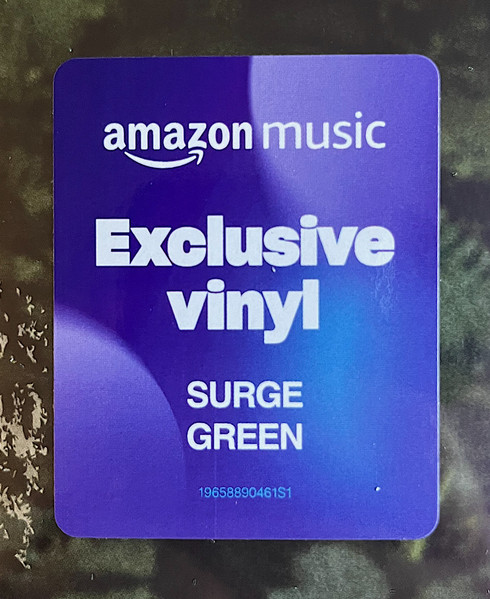 amazon music
Exclusive
vinyl
SURGE
GREEN
19658890461S1